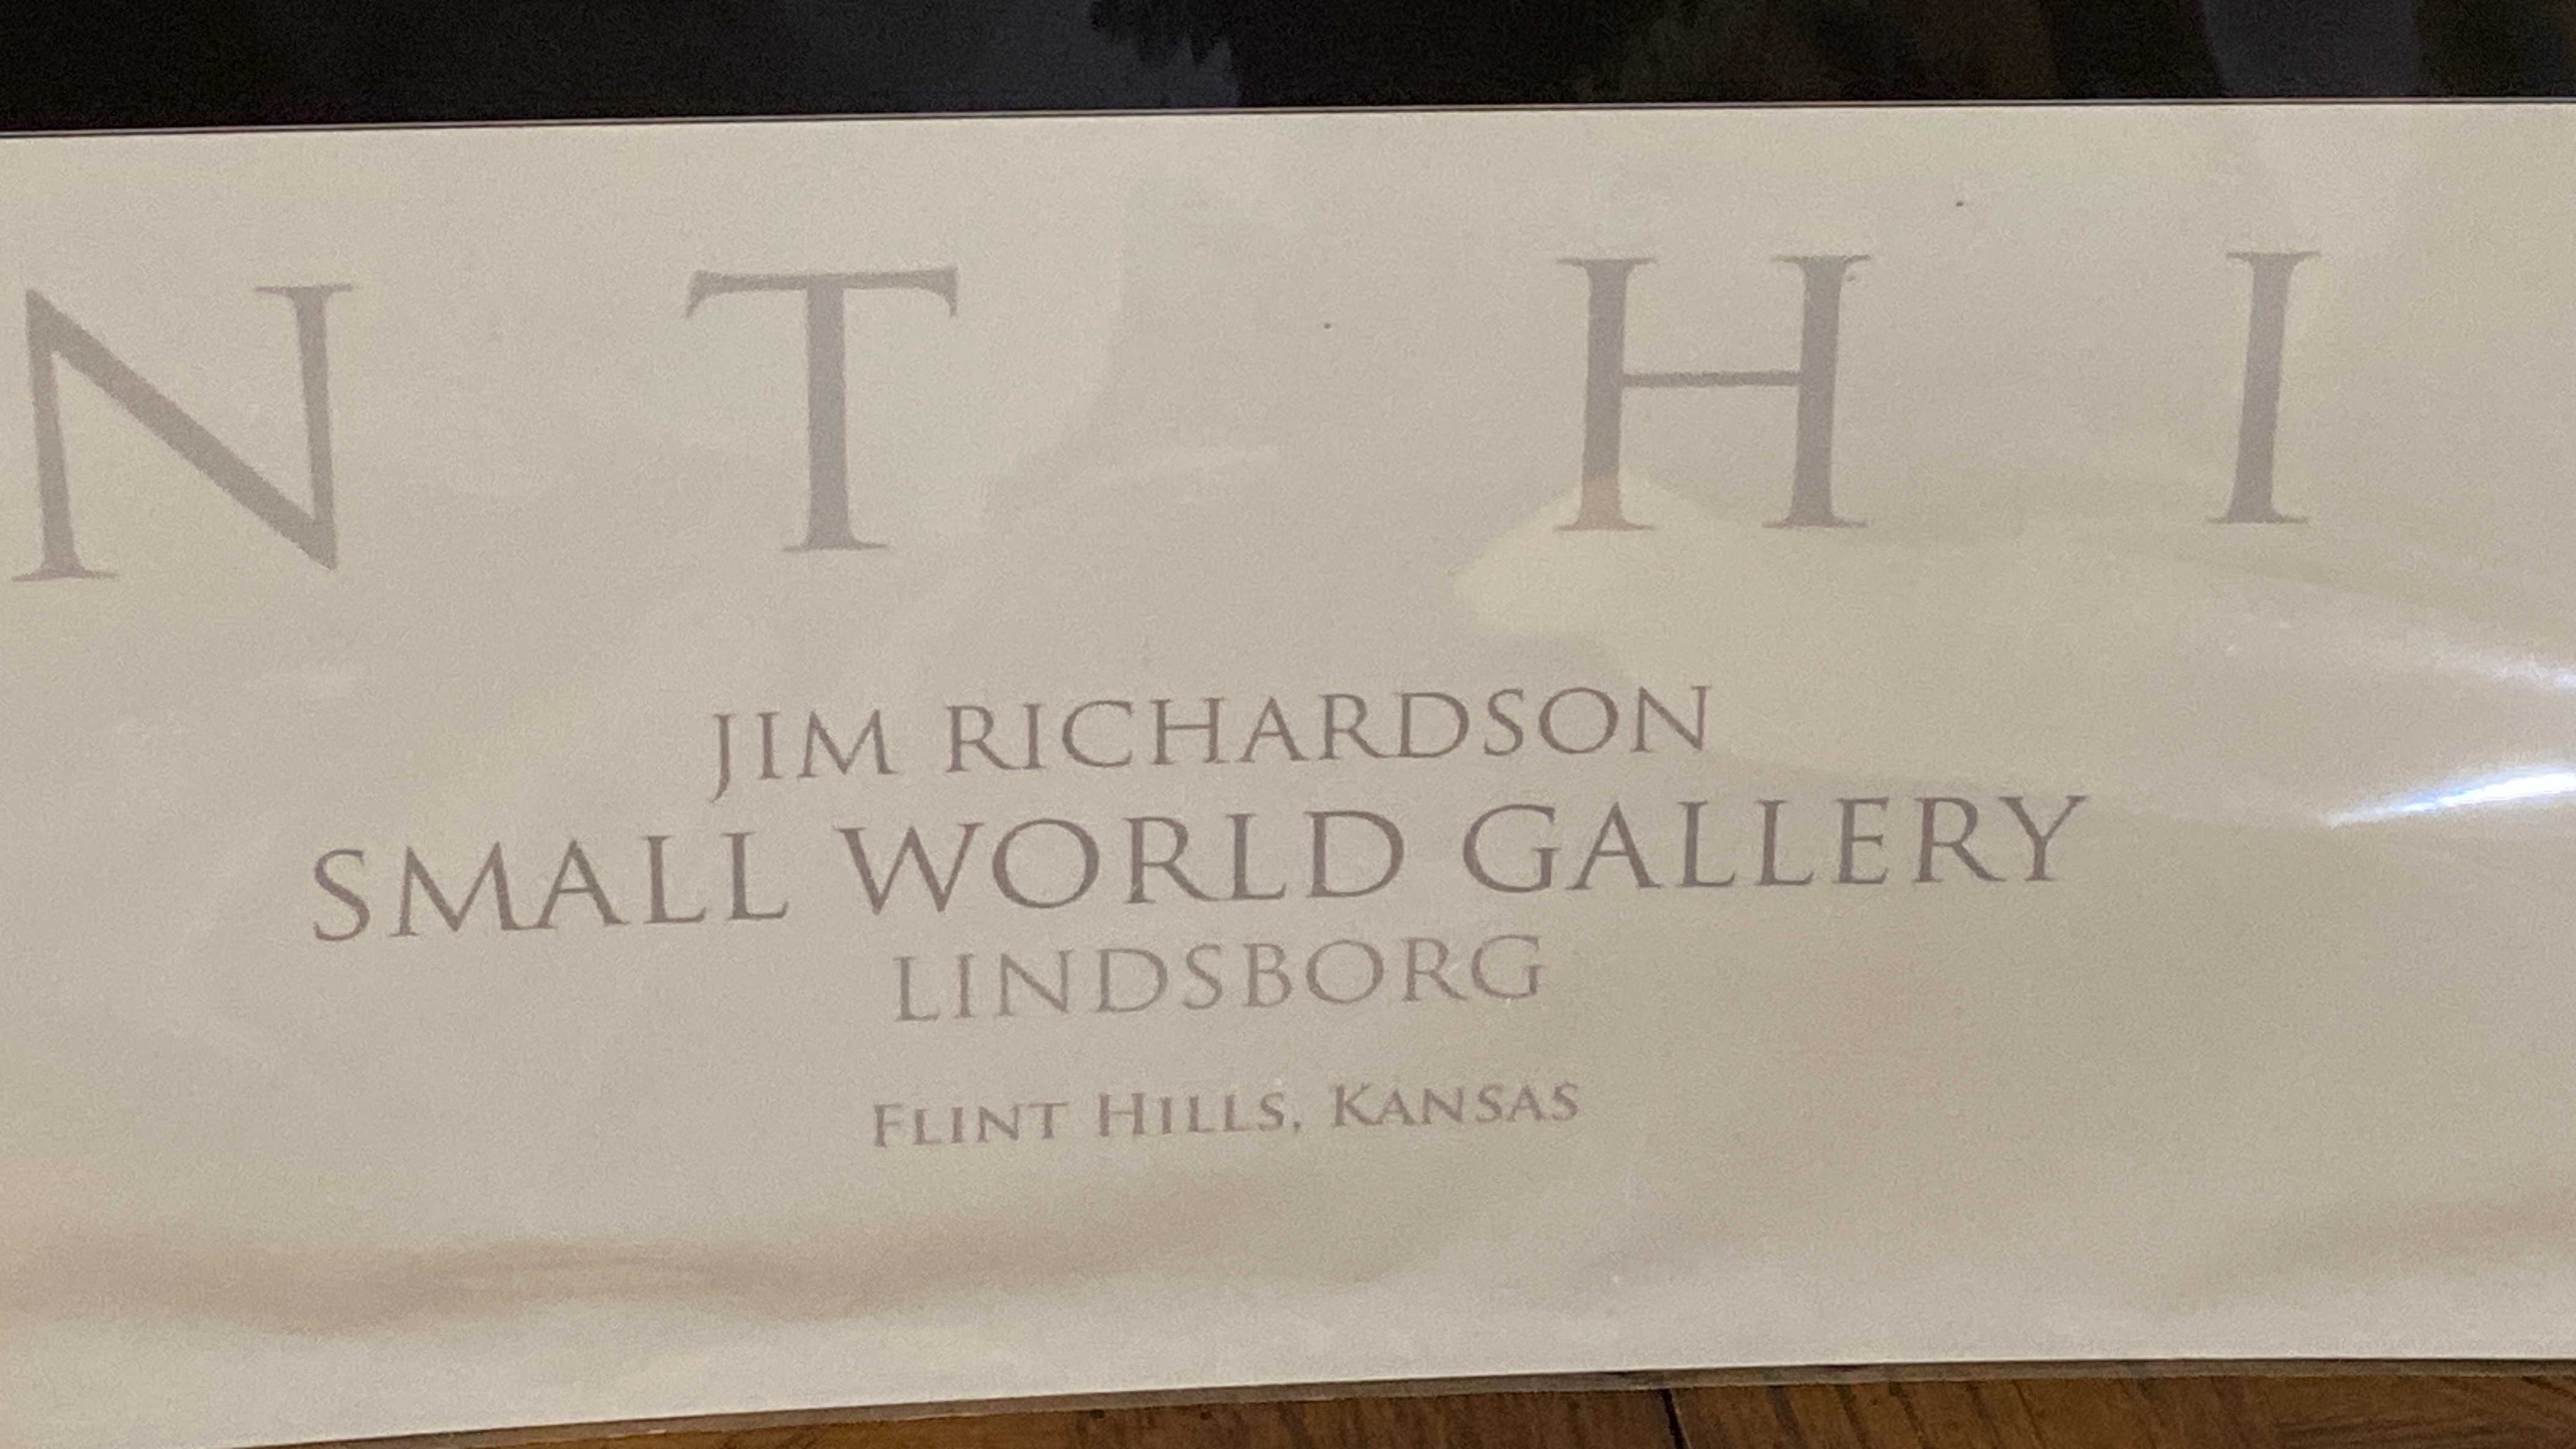 N T H I
JIM RICHARDSON
SMALL WORLD GALLERY
LINDSBORG
FLINT HILLS, KANSAS